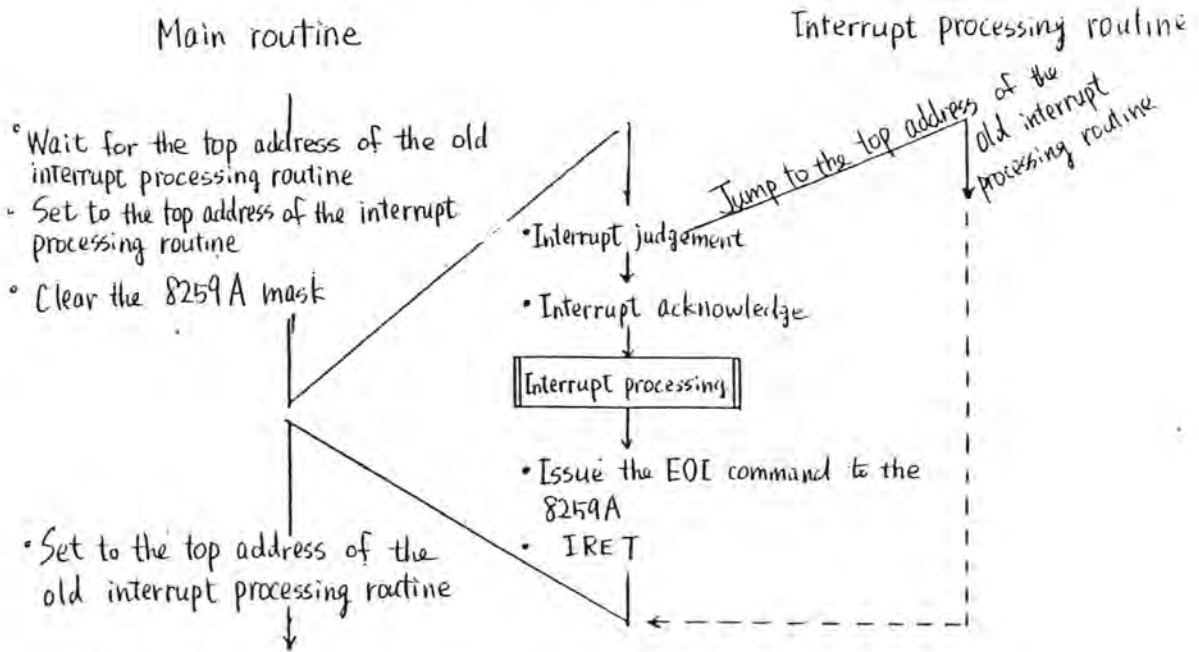 Main routine
Interrupt processing routine
• Wait for the top address of the old
interrupt processing routine
• Set to the top address of the interrupt
processing routine
• Clear the 8259A mask
Jump to the top address of the
old interrupt
processing routine
• Interrupt judgement
• Interrupt acknowledge
Interrupt processing
• Issue the EOI command to the
8259A
• IRET
• Set to the top address of the
old interrupt processing routine